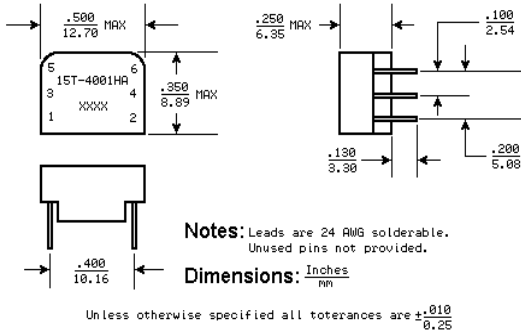 .500
12.70 MAX
.250
6.35 MAX
.100
2.54
5 6
15T-4001HA
3 4
XXXX
1 2
.350
8.89 MAX
.130
3.30
.200
5.08
.400
10.16
Notes: Leads are 24 AWG solderable.
Unused pins not provided.
Dimensions: Inches
mm
Unless otherwise specified all toterances are ±.010
0.25